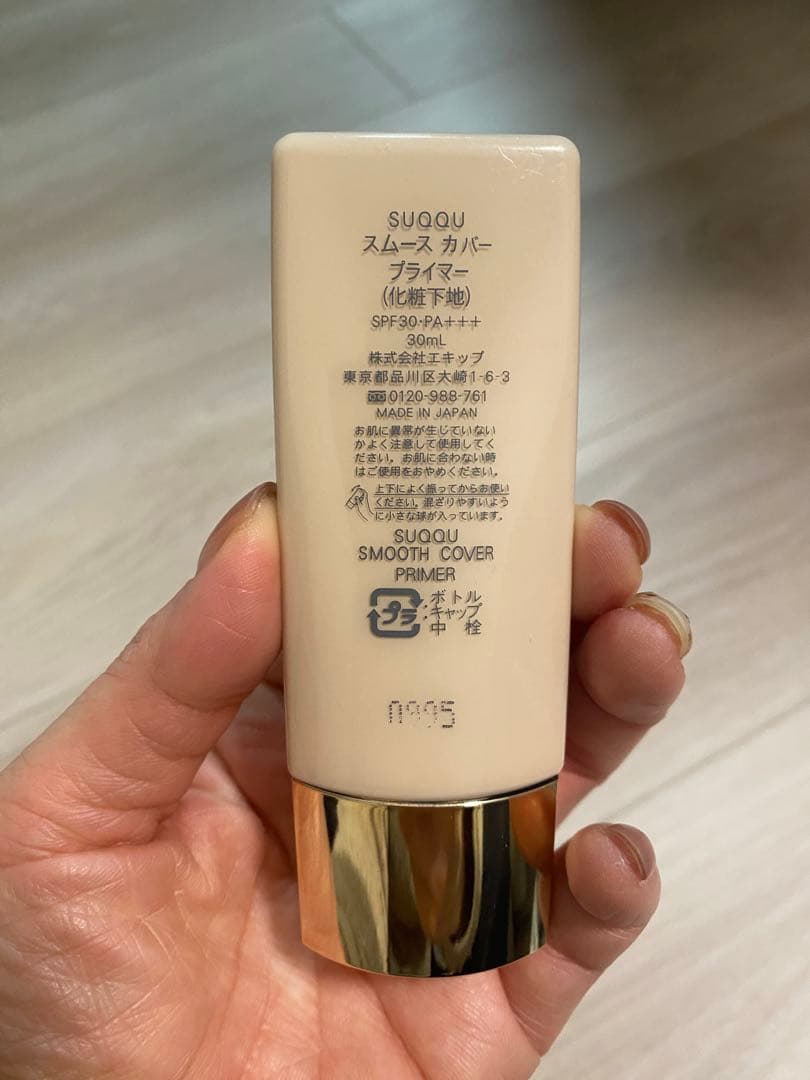 SUQQU
スムース カバー
プライマー
(化粧下地)
SPF30・PA+++
30mL
株式会社エキップ
東京都品川区大崎1-6-3
0120-988-761
MADE IN JAPAN
お肌に異常が生じていない
かよく注意して使用してく
ださい。お肌に合わない時
はご使用をおやめください。
上下によく振ってからお使い
ください。混ざりやすいよう
に小さな球が入っています。
SUQQU
SMOOTH COVER
PRIMER
プラ
ボトル
キャップ
中 栓